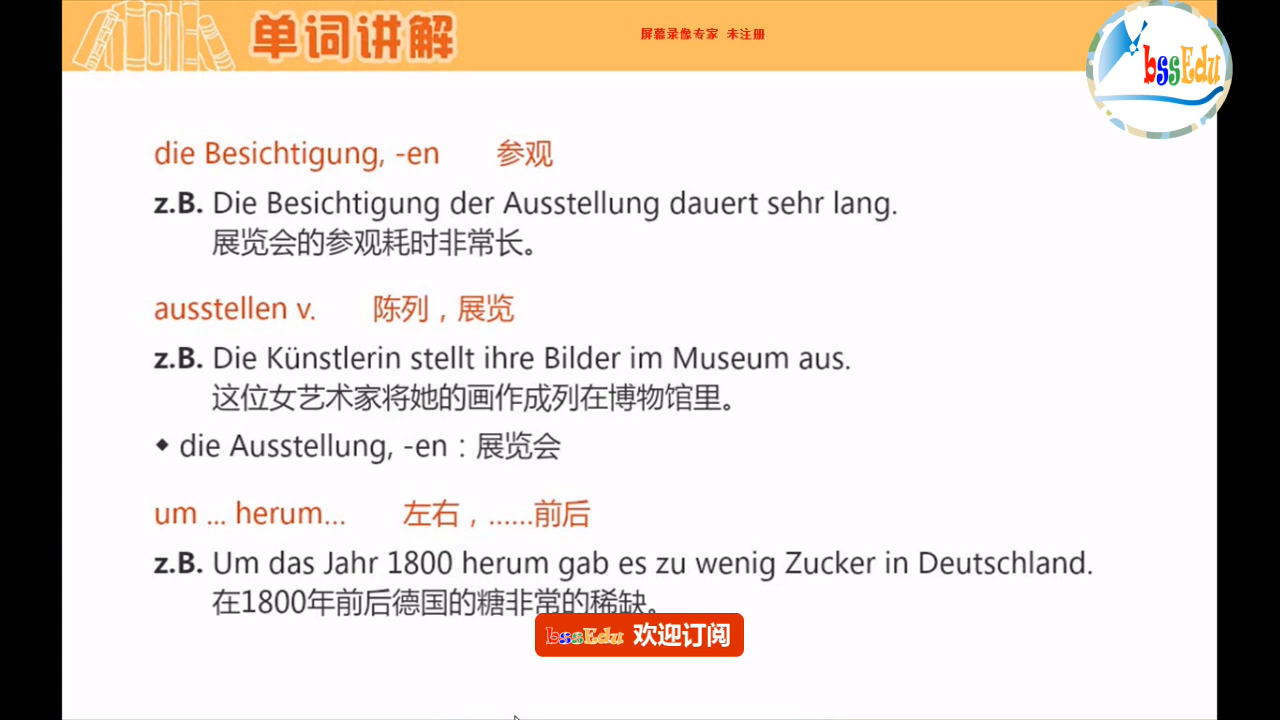 单词讲解
屏幕录像专家 未注册
bssEdu
die Besichtigung, -en 参观
z.B. Die Besichtigung der Ausstellung dauert sehr lang.
展览会的参观耗时非常长。
ausstellen v. 陈列，展览
z.B. Die Künstlerin stellt ihre Bilder im Museum aus.
这位女艺术家将她的画作成列在博物馆里。
◆ die Ausstellung, -en：展览会
um ... herum... 左右，......前后
z.B. Um das Jahr 1800 herum gab es zu wenig Zucker in Deutschland.
在1800年前后德国的糖非常的稀缺。
bssEdu 欢迎订阅